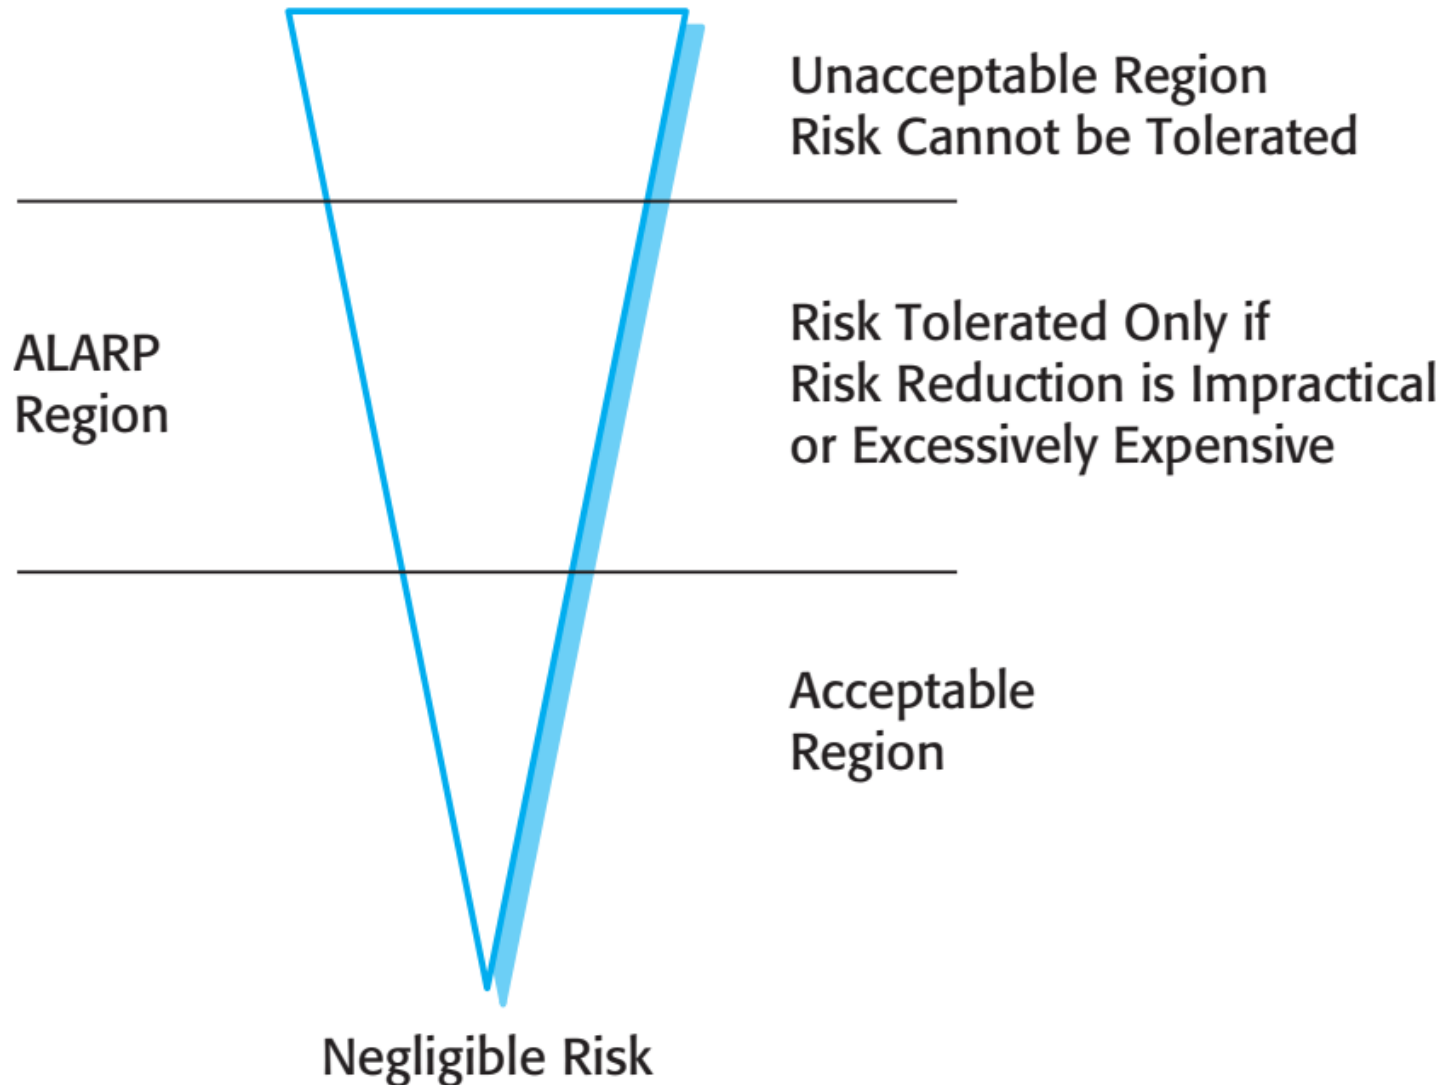 Unacceptable Region
Risk Cannot be Tolerated
ALARP
Region
Risk Tolerated Only if
Risk Reduction is Impractical
or Excessively Expensive
Acceptable
Region
Negligible Risk